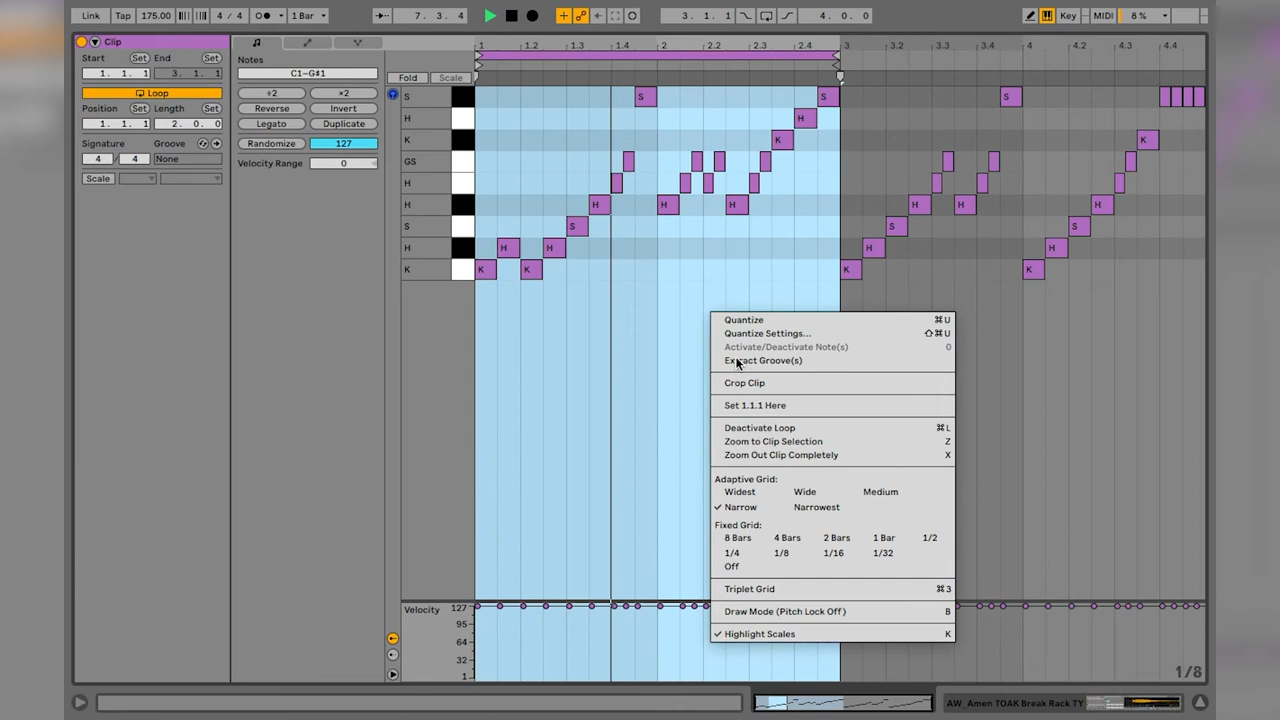 Link Tap 175.00 4 / 4 1 Bar 7. 3. 4 3. 1. 1 4. 0. 0 Key MIDI 8 %
Clip
Start Set End Set
1. 1. 1 3. 1. 1
Loop
Position Set Length Set
1. 1. 1 2. 0. 0
Signature Groove
4 / 4 None
Scale
Notes
C1–G#1
÷2 ×2
Reverse Invert
Legato Duplicate
Randomize 127
Velocity Range 0
1 1.2 1.3 1.4 2 2.2 2.3 2.4 3 3.2 3.3 3.4 4 4.2 4.3 4.4
Fold Scale
S S S S
H H
K K K
GS
H
H H H H H H H H
S S S S
H H H H H
K K K K K
Quantize ⌘U
Quantize Settings... ⇧⌘U
Activate/Deactivate Note(s) 0
Extract Groove(s)
Crop Clip
Set 1.1.1 Here
Deactivate Loop ⌘L
Zoom to Clip Selection Z
Zoom Out Clip Completely X
Adaptive Grid:
Widest Wide Medium
✓ Narrow Narrowest
Fixed Grid:
8 Bars 4 Bars 2 Bars 1 Bar 1/2
1/4 1/8 1/16 1/32
Off
Triplet Grid ⌘3
Draw Mode (Pitch Lock Off) B
✓ Highlight Scales K
Velocity 127
95
64
32
1
1/8
AW_Amen TOAK Break Rack TY